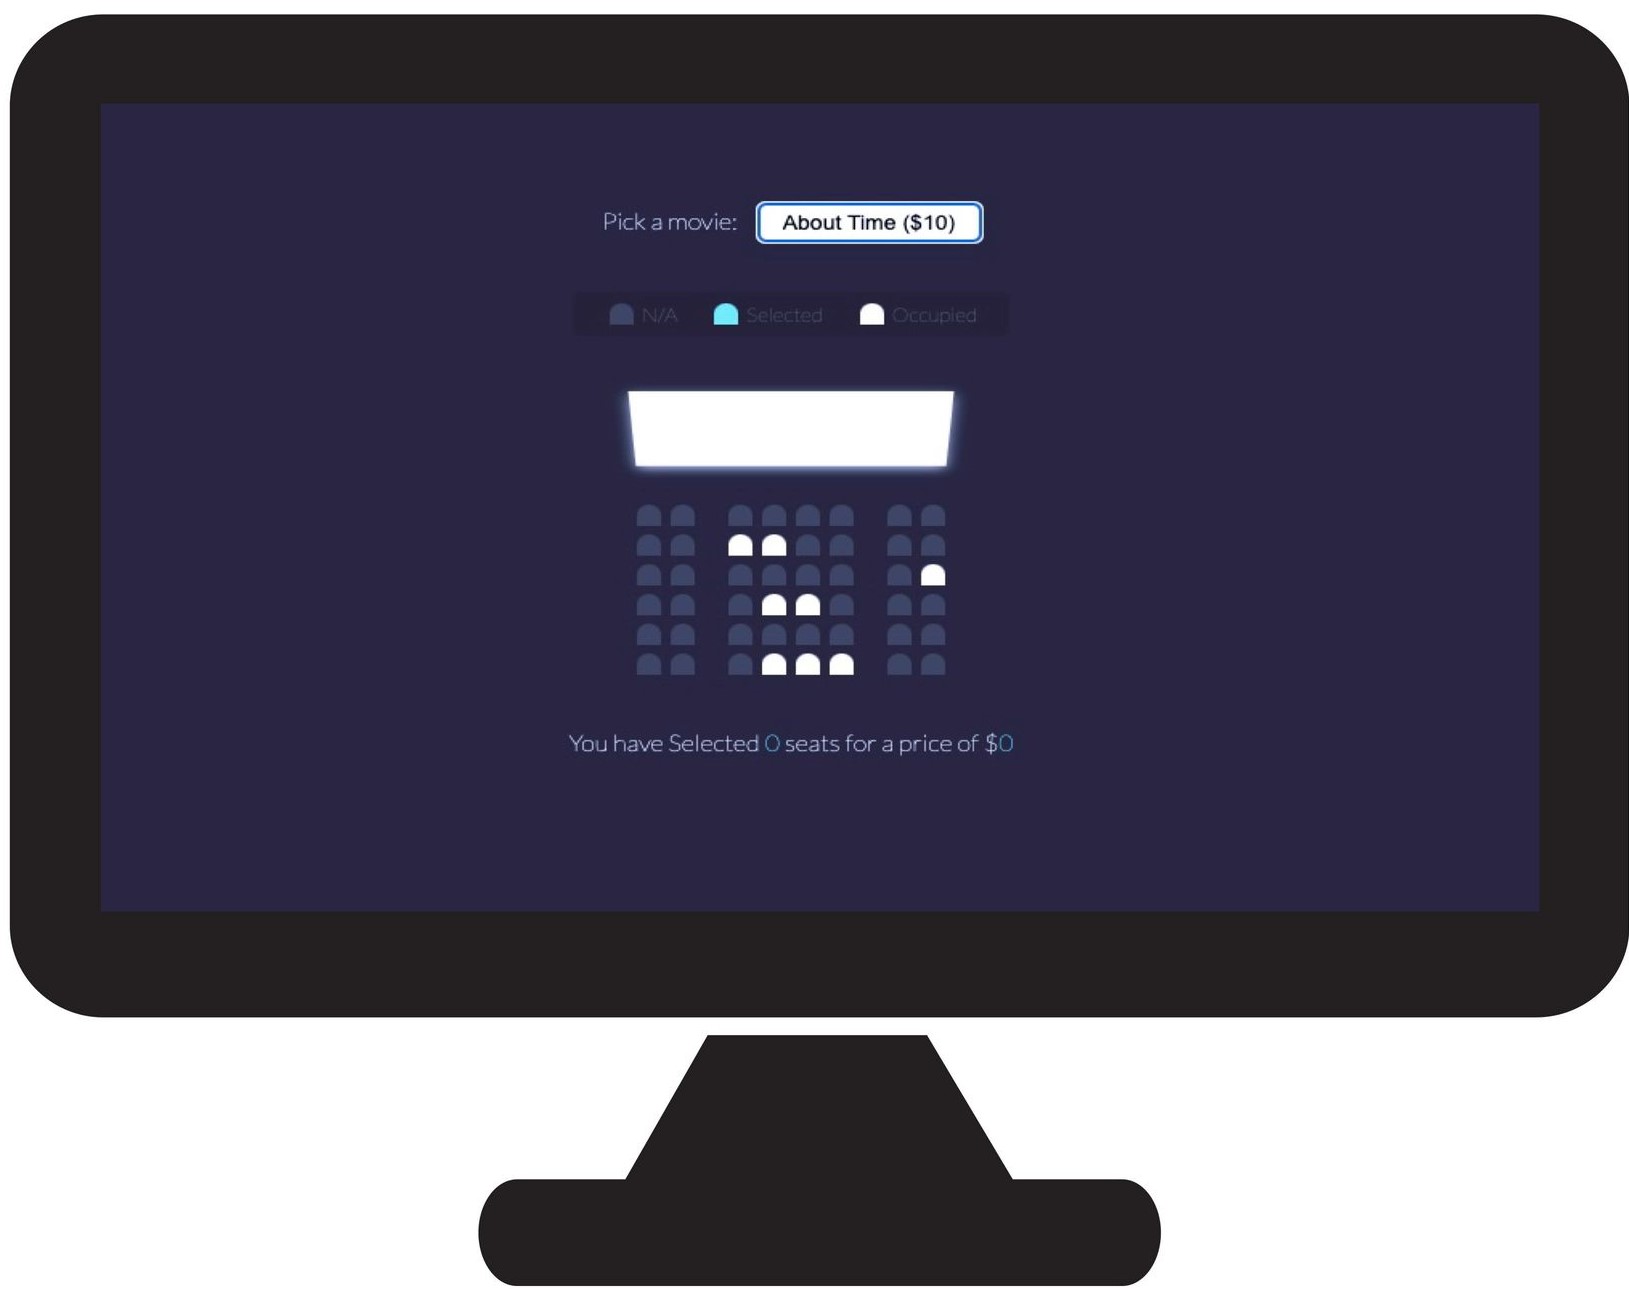 Pick a movie: About Time ($10)
N/A Selected Occupied
You have Selected 0 seats for a price of $0